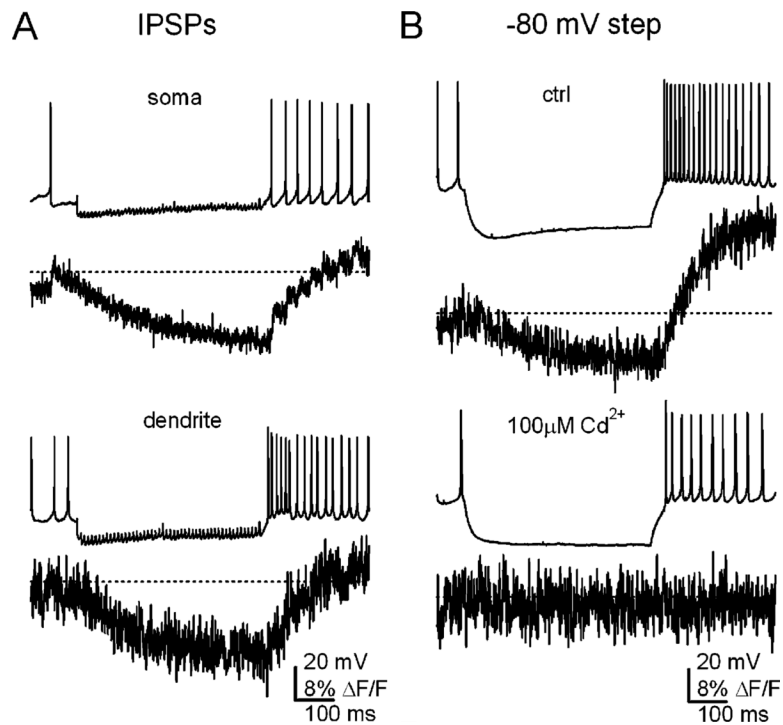 A
IPSPs
soma
dendrite
20 mV
8% ΔF/F
100 ms
B
-80 mV step
ctrl
100µM Cd²⁺
20 mV
8% ΔF/F
100 ms